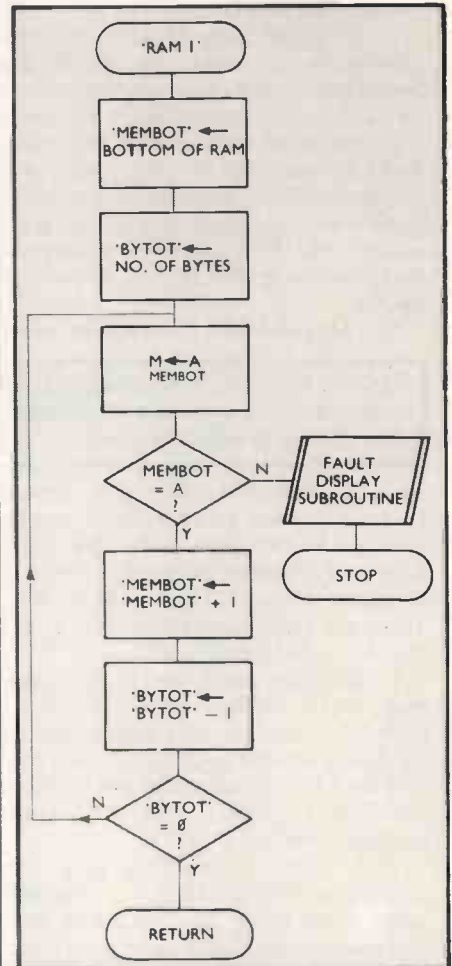 'RAM 1'
'MEMBOT' ←
BOTTOM OF RAM
'BYTOT' ←
NO. OF BYTES
M ← A
MEMBOT
MEMBOT
= A
?
N
Y
FAULT
DISPLAY
SUBROUTINE
STOP
'MEMBOT' ←
'MEMBOT' + 1
'BYTOT' ←
'BYTOT' - 1
'BYTOT'
= Ø
?
N
Y
RETURN